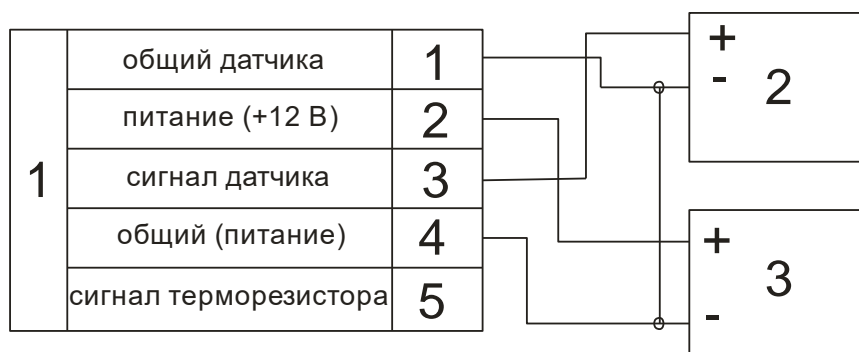 1
общий датчика 1
питание (+12 В) 2
сигнал датчика 3
общий (питание) 4
сигнал терморезистора 5
+
-
2
+
-
3